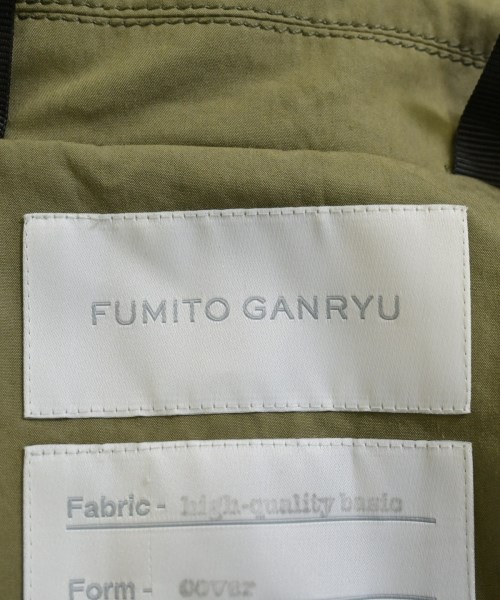 FUMITO GANRYU
Fabric - high-quality basic
Form - cover